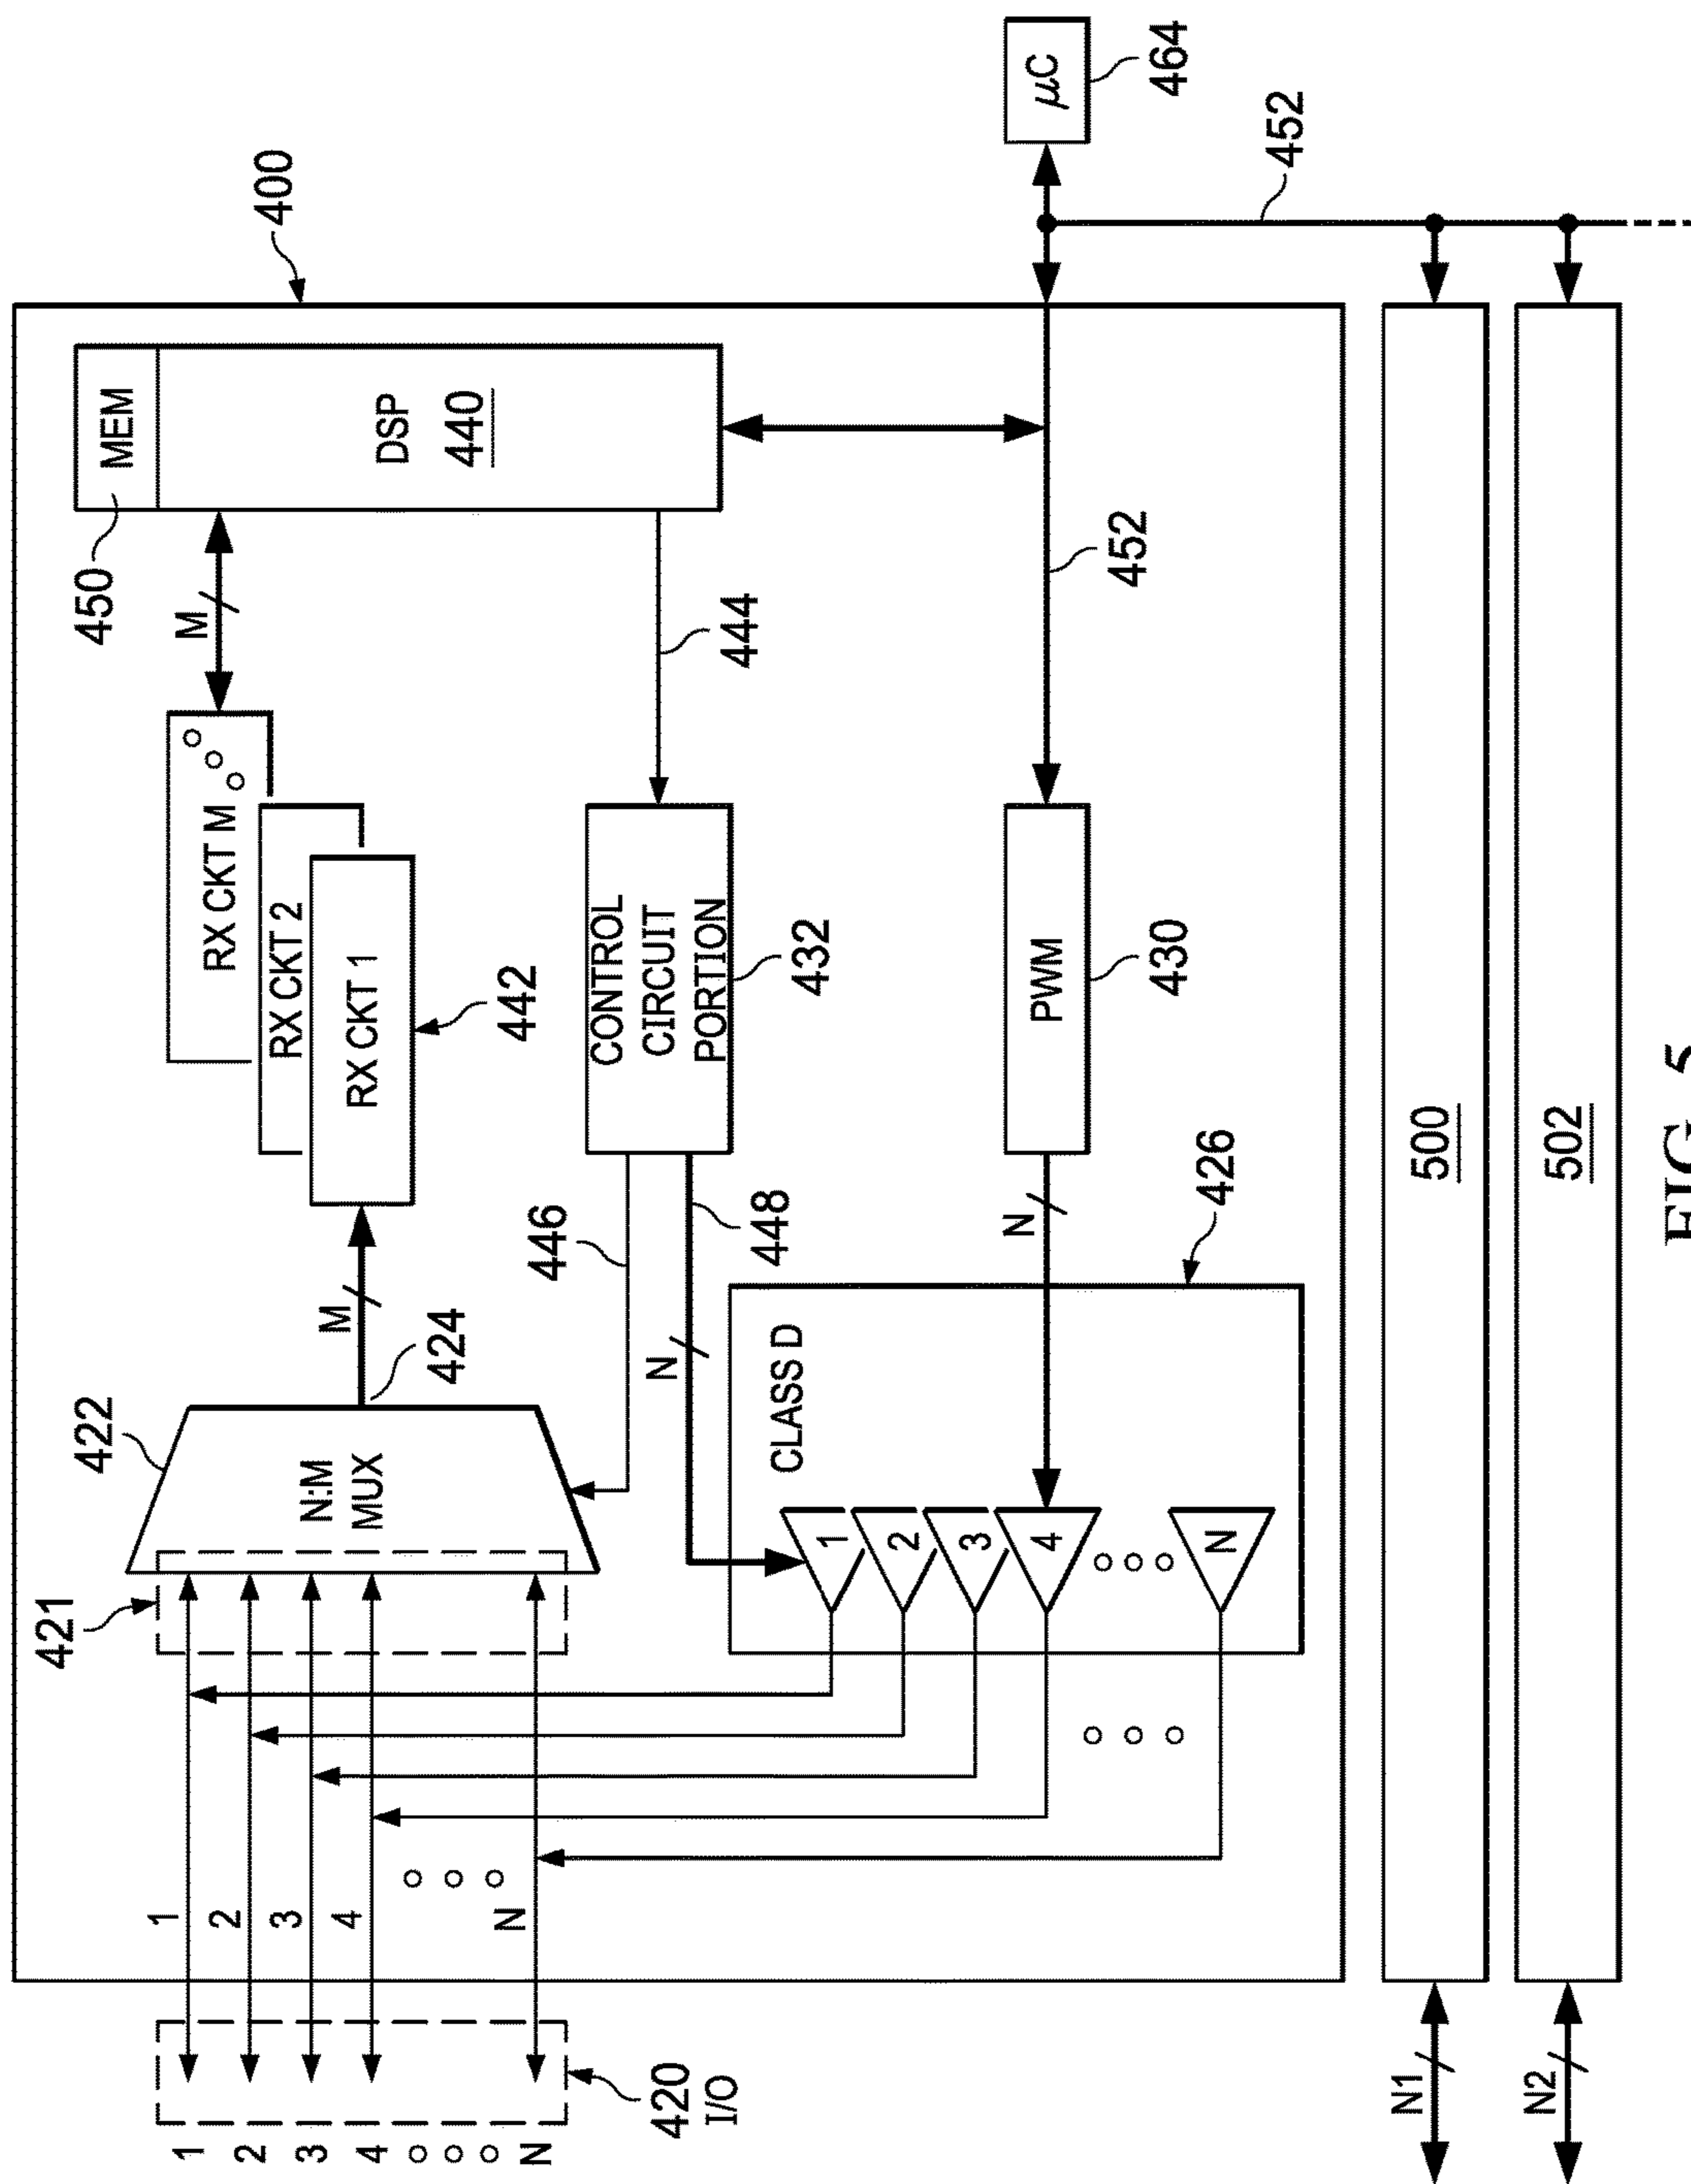 400
MEM
450
DSP
440
M
RX CKT M
RX CKT 2
RX CKT 1
442
444
CONTROL
CIRCUIT
PORTION
432
446
448
N
M
424
422
N:M
MUX
421
1
2
3
4
N
1
2
3
4
N
420
I/O
CLASS D
1
2
3
4
N
426
N
PWM
430
452
µC
464
452
N1
500
N2
502
FIG. 5